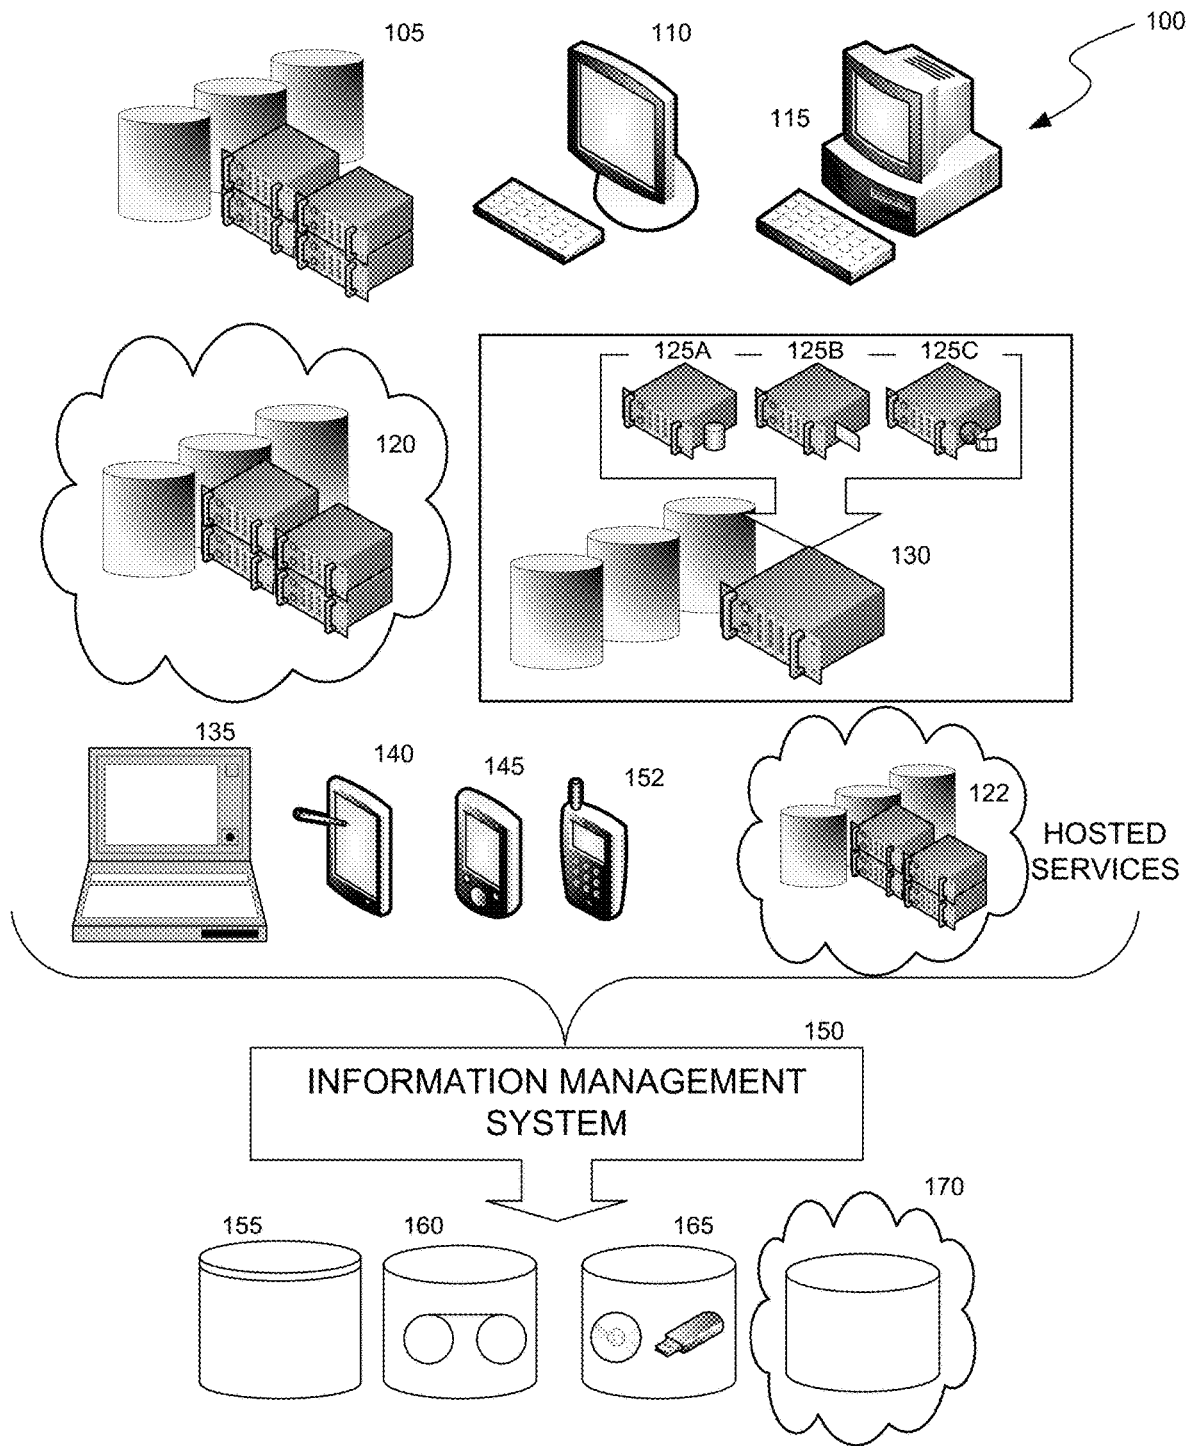 100
105
110
115
120
125A
125B
125C
130
135
140
145
152
122
HOSTED
SERVICES
150
INFORMATION MANAGEMENT
SYSTEM
155
160
165
170